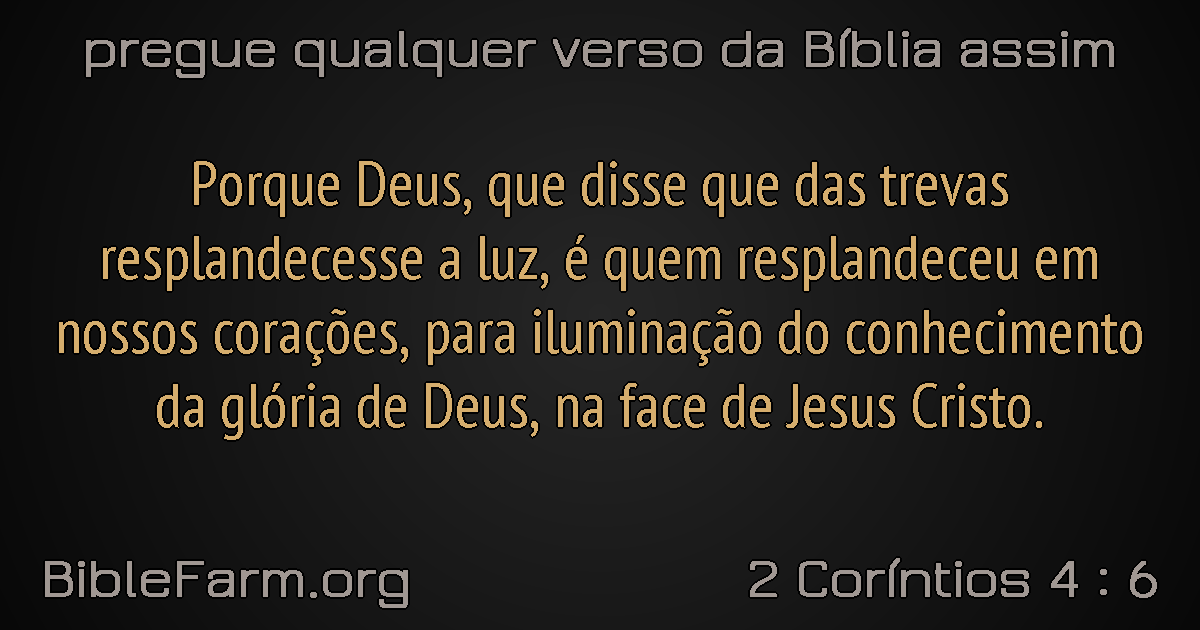 pregue qualquer verso da Bíblia assim
Porque Deus, que disse que das trevas
resplandecesse a luz, é quem resplandeceu em
nossos corações, para iluminação do conhecimento
da glória de Deus, na face de Jesus Cristo.
BibleFarm.org
2 Coríntios 4 : 6